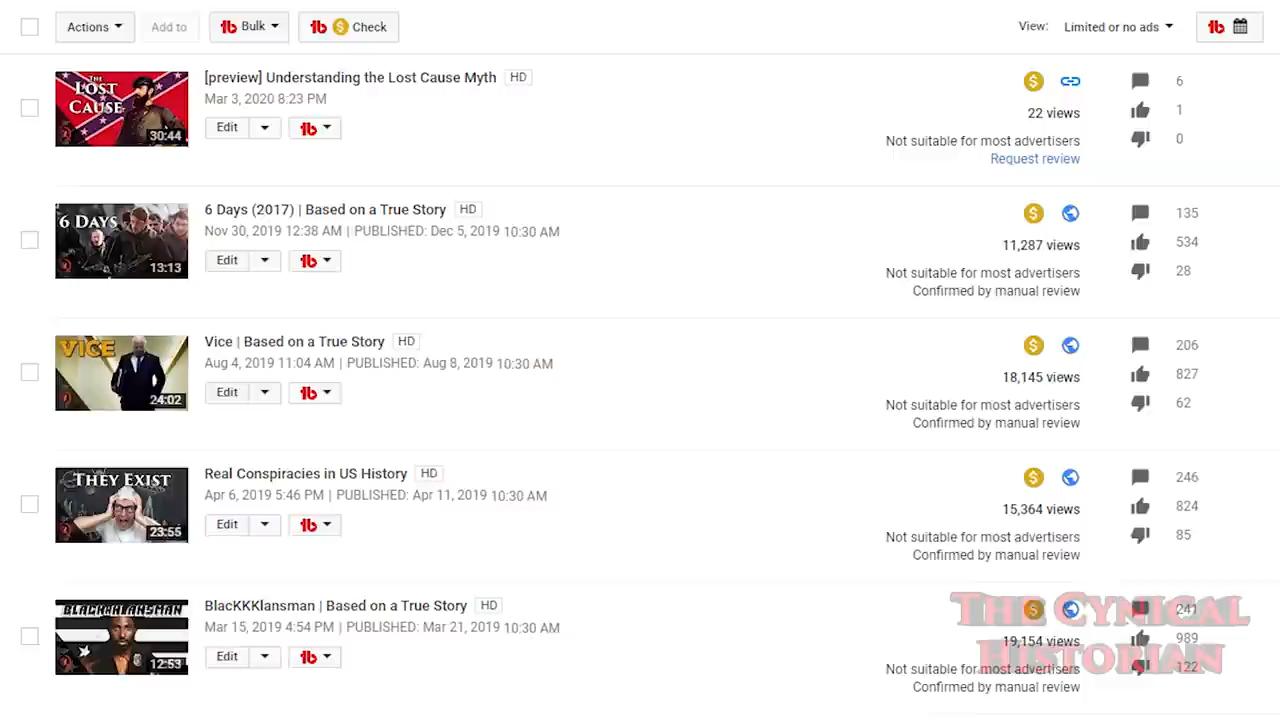 Actions Add to Bulk Check View: Limited or no ads
THE
LOST
CAUSE
30:44
[preview] Understanding the Lost Cause Myth HD
Mar 3, 2020 8:23 PM
Edit
22 views
Not suitable for most advertisers
Request review
6
1
0
6 DAYS
13:13
6 Days (2017) | Based on a True Story HD
Nov 30, 2019 12:38 AM | PUBLISHED: Dec 5, 2019 10:30 AM
Edit
11,287 views
Not suitable for most advertisers
Confirmed by manual review
135
534
28
VICE
24:02
Vice | Based on a True Story HD
Aug 4, 2019 11:04 AM | PUBLISHED: Aug 8, 2019 10:30 AM
Edit
18,145 views
Not suitable for most advertisers
Confirmed by manual review
206
827
62
THEY EXIST
23:55
Real Conspiracies in US History HD
Apr 6, 2019 5:46 PM | PUBLISHED: Apr 11, 2019 10:30 AM
Edit
15,364 views
Not suitable for most advertisers
Confirmed by manual review
246
824
85
BLACKKKLANSMAN
12:53
BlacKKKlansman | Based on a True Story HD
Mar 15, 2019 4:54 PM | PUBLISHED: Mar 21, 2019 10:30 AM
Edit
19,154 views
Not suitable for most advertisers
Confirmed by manual review
241
989
122
THE CYNICAL
HISTORIAN